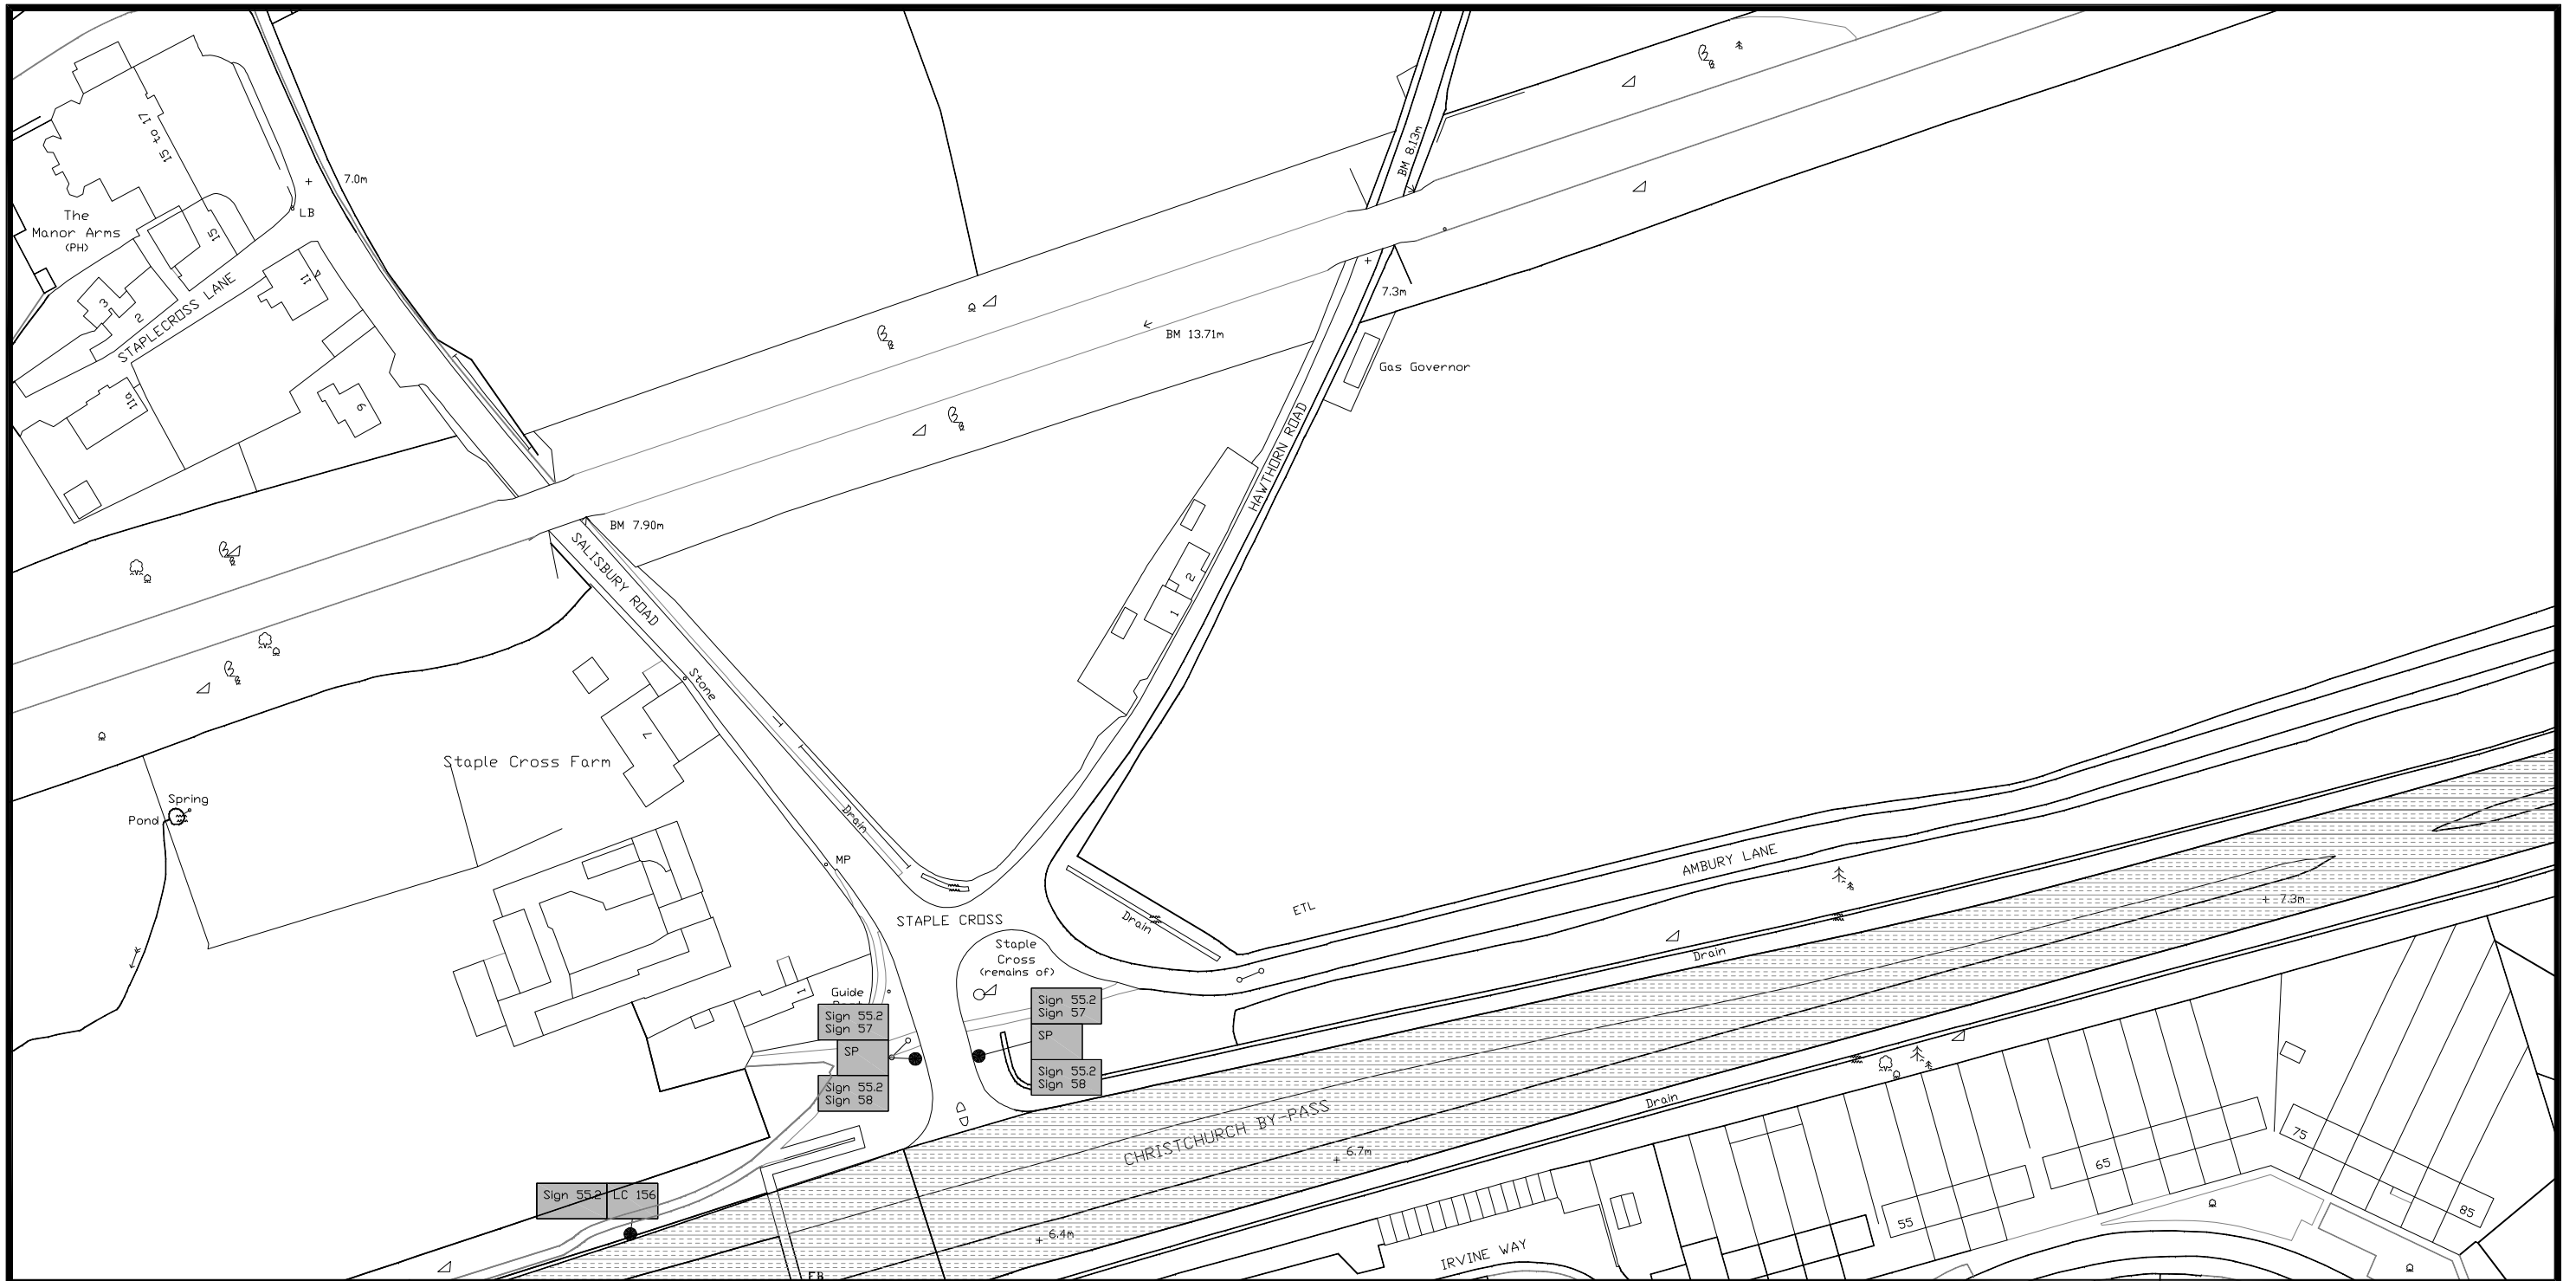 BM 8.13m
15 to 17
7.0m
LB
The
Manor Arms
(PH)
15
11
7.3m
3
2
STAPLECROSS LANE
BM 13.71m
Gas Governor
11a
9
HAWTHORN ROAD
BM 7.90m
SALISBURY ROAD
2
1
Stone
7
Staple Cross Farm
Spring
Pond
Drain
MP
AMBURY LANE
ETL
7.3m
STAPLE CROSS
Drain
Staple
Cross
(remains of)
Drain
Guide
1
Sign 55.2
Sign 57
SP
Sign 55.2
Sign 58
Sign 55.2
Sign 57
SP
Sign 55.2
Sign 58
Drain
CHRISTCHURCH BY-PASS
6.7m
75
65
85
55
Sign 55.2
LC 156
6.4m
IRVINE WAY
FB